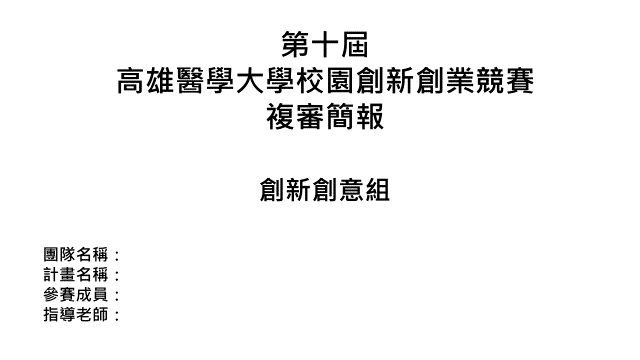 第十屆
高雄醫學大學校園創新創業競賽
複審簡報
創新創意組
團隊名稱：
計畫名稱：
參賽成員：
指導老師：